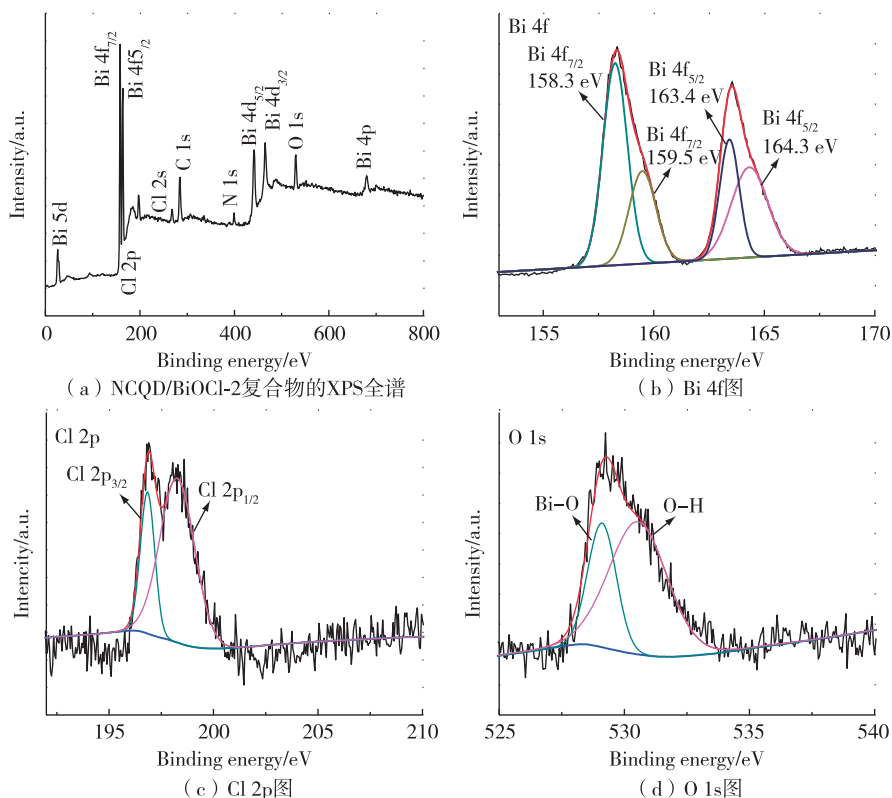 Intensity/a.u.
Bi 5d
Bi 4f7/2
Bi 4f5/2
Cl 2p
Cl 2s
C 1s
N 1s
Bi 4d5/2
Bi 4d3/2
O 1s
Bi 4p
0 200 400 600 800
Binding energy/eV
(a)NCQD/BiOCl-2复合物的XPS全谱
Intensity/a.u.
Bi 4f
Bi 4f7/2
158.3 eV
Bi 4f7/2
159.5 eV
Bi 4f5/2
163.4 eV
Bi 4f5/2
164.3 eV
155 160 165 170
Binding energy/eV
(b)Bi 4f图
Intencity/a.u.
Cl 2p
Cl 2p3/2
Cl 2p1/2
195 200 205 210
Binding energy/eV
(c)Cl 2p图
Intensity/a.u.
O 1s
Bi–O
O–H
525 530 535 540
Binding energy/eV
(d)O 1s图